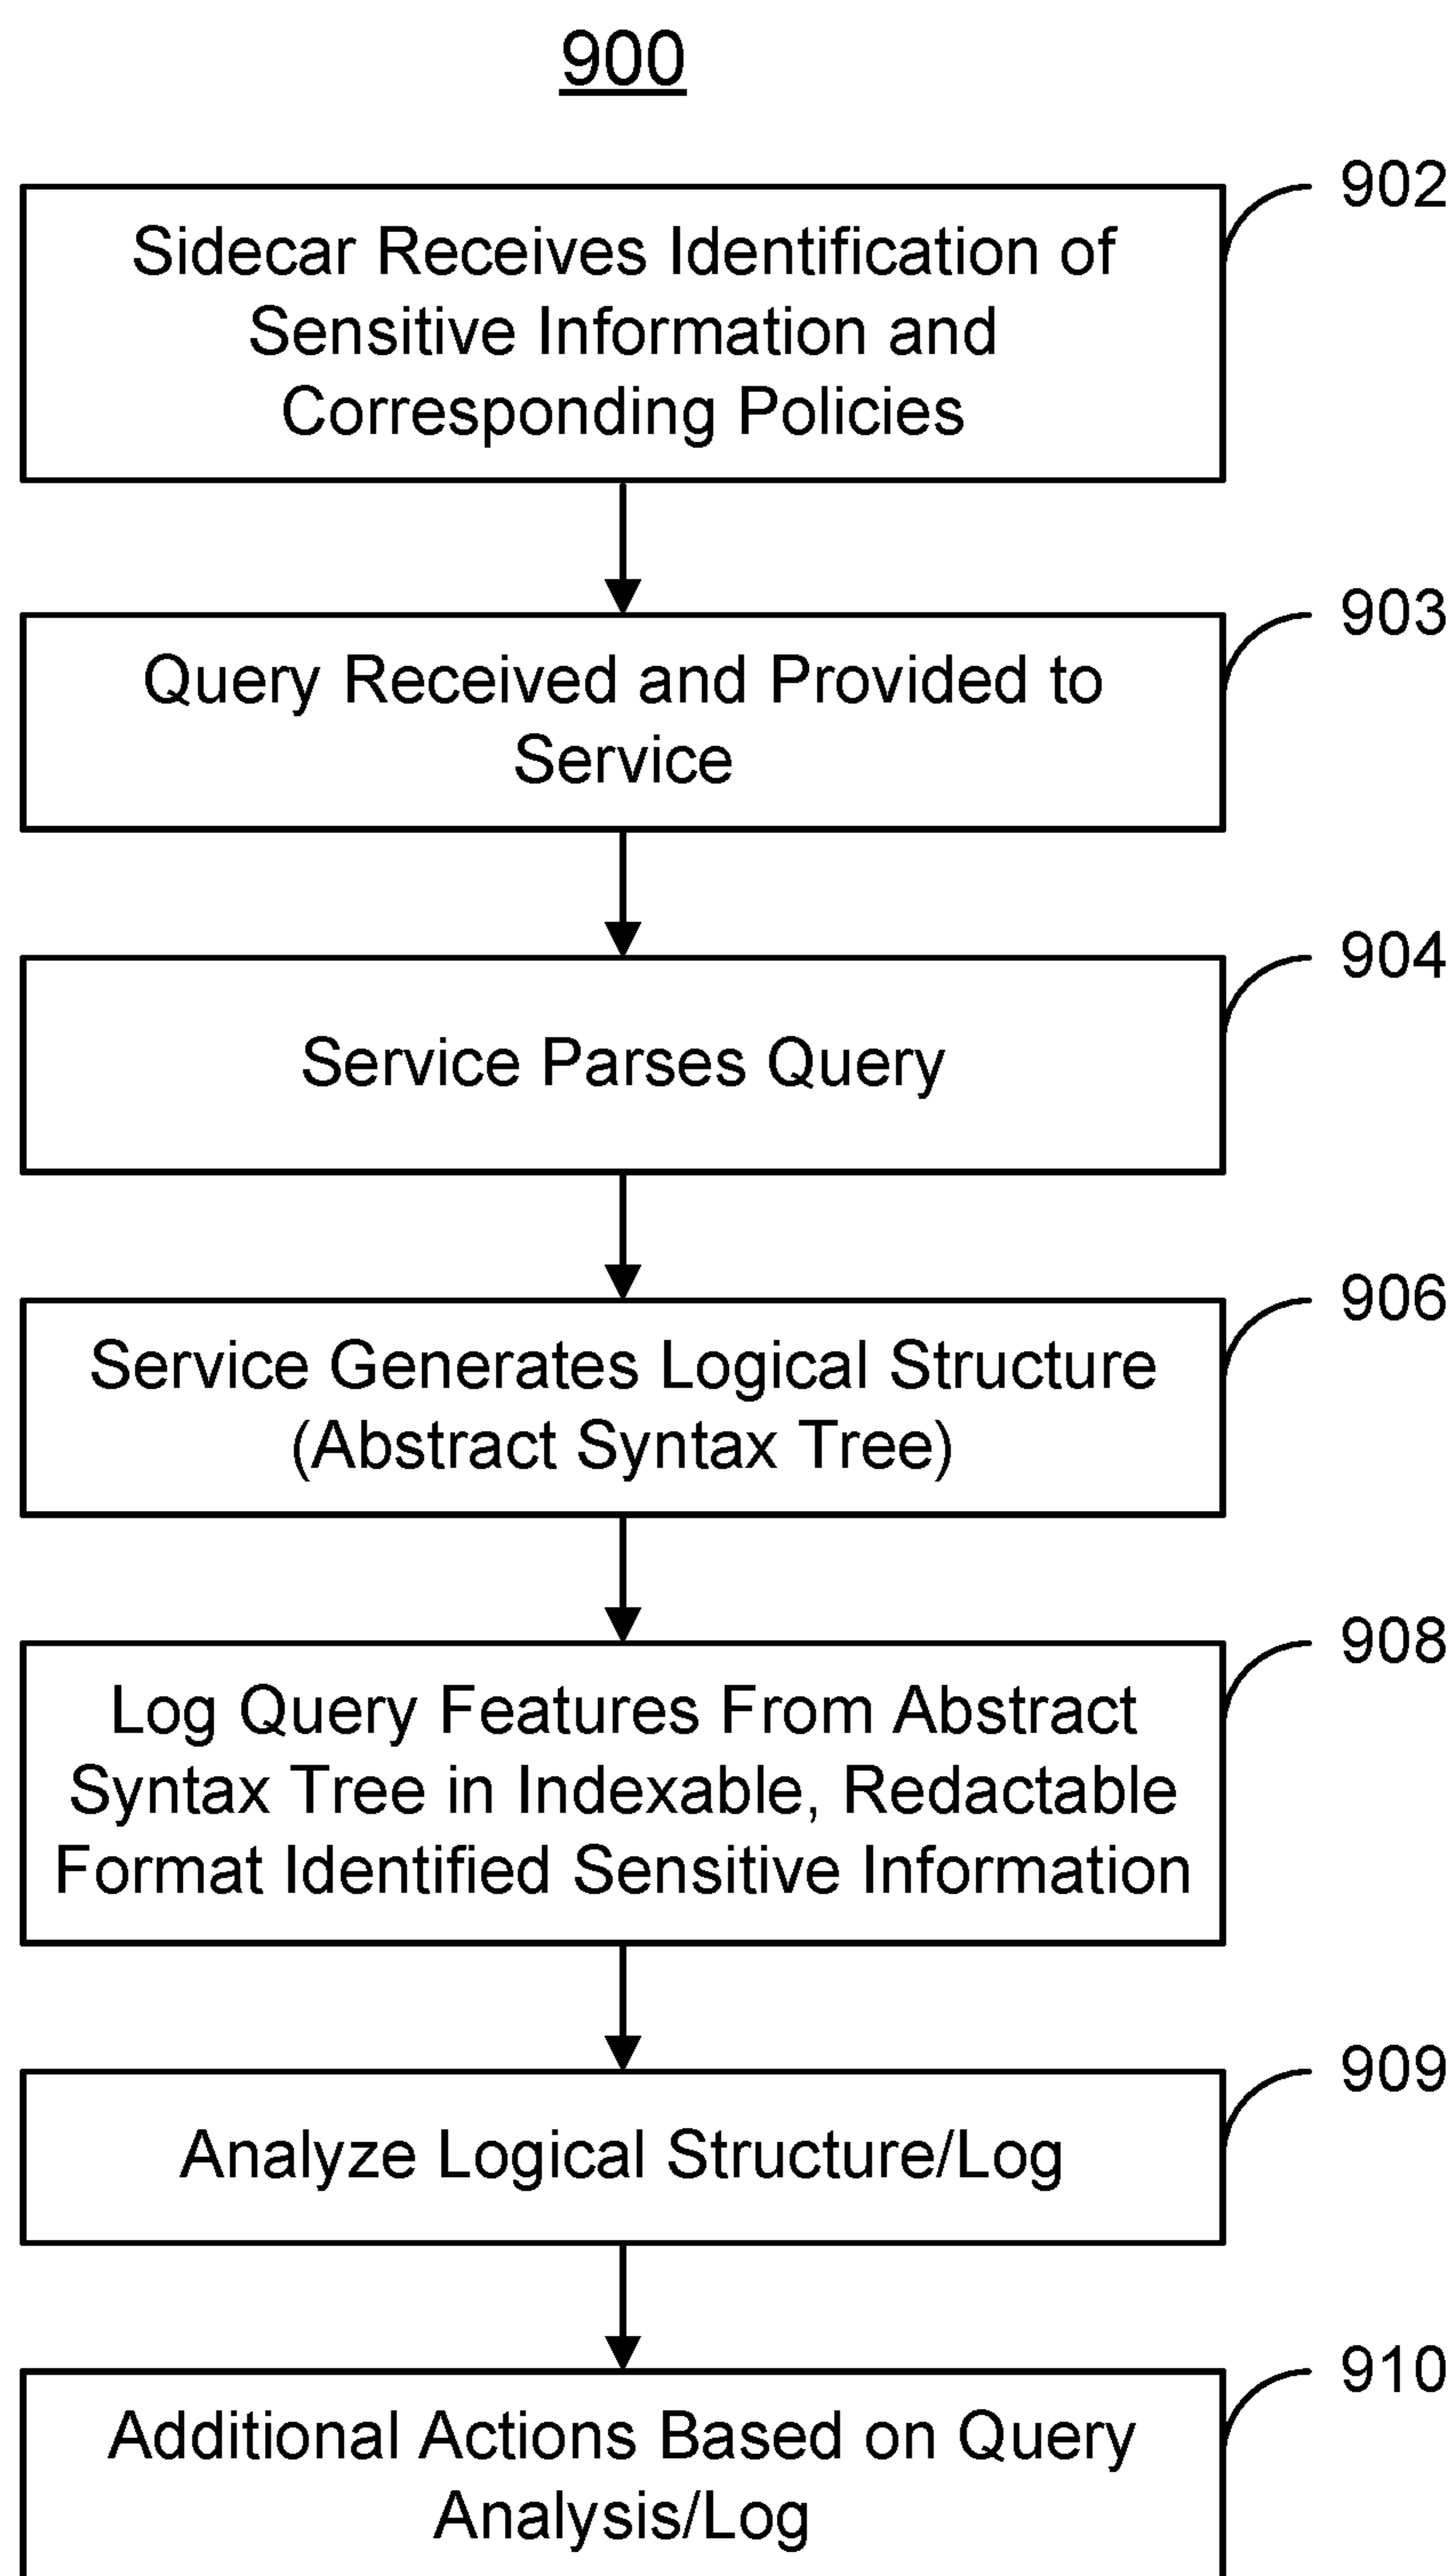 900
902
Sidecar Receives Identification of
Sensitive Information and
Corresponding Policies
903
Query Received and Provided to
Service
904
Service Parses Query
906
Service Generates Logical Structure
(Abstract Syntax Tree)
908
Log Query Features From Abstract
Syntax Tree in Indexable, Redactable
Format Identified Sensitive Information
909
Analyze Logical Structure/Log
910
Additional Actions Based on Query
Analysis/Log